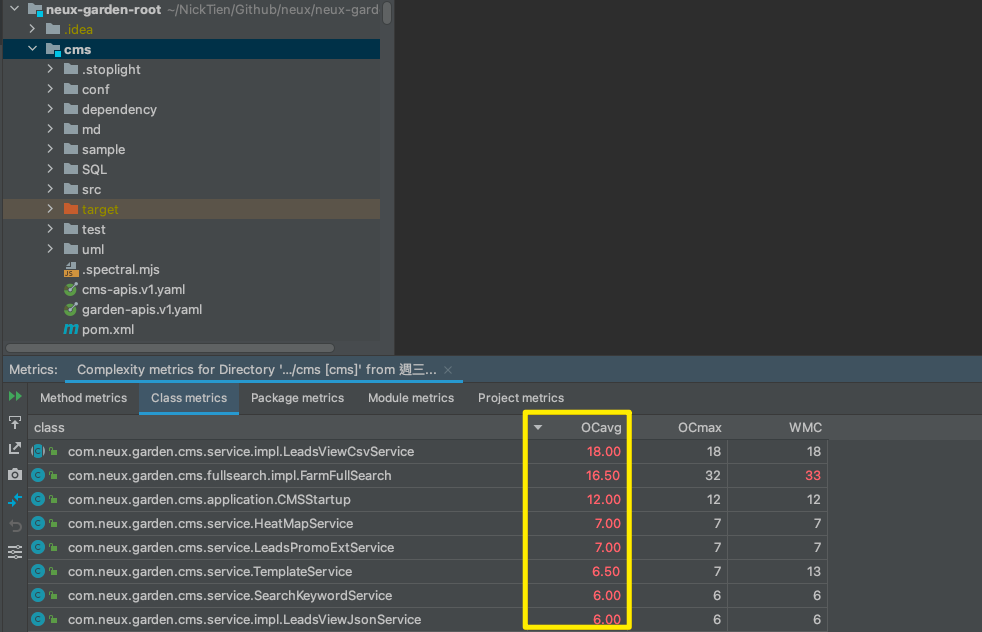 neux-garden-root ~/NickTien/Github/neux/neux-gard
.idea
cms
.stoplight
conf
dependency
md
sample
SQL
src
target
test
uml
.spectral.mjs
cms-apis.v1.yaml
garden-apis.v1.yaml
pom.xml
Metrics: Complexity metrics for Directory '.../cms [cms]' from 週三...
Method metrics Class metrics Package metrics Module metrics Project metrics
class OCavg OCmax WMC
com.neux.garden.cms.service.impl.LeadsViewCsvService 18.00 18 18
com.neux.garden.cms.fullsearch.impl.FarmFullSearch 16.50 32 33
com.neux.garden.cms.application.CMSStartup 12.00 12 12
com.neux.garden.cms.service.HeatMapService 7.00 7 7
com.neux.garden.cms.service.LeadsPromoExtService 7.00 7 7
com.neux.garden.cms.service.TemplateService 6.50 7 13
com.neux.garden.cms.service.SearchKeywordService 6.00 6 6
com.neux.garden.cms.service.impl.LeadsViewJsonService 6.00 6 6